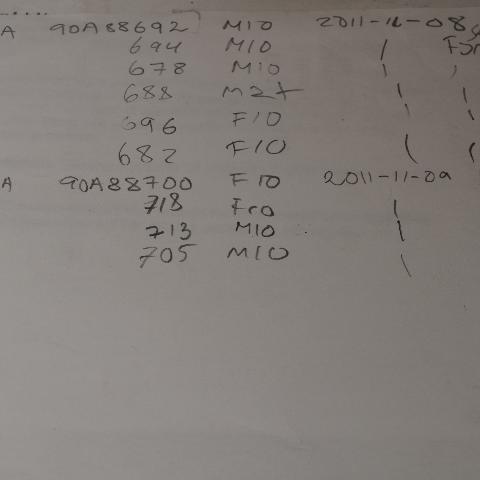 A 90A88692 M10 2011-11-08
694 M10 /
678 M10 \
688 M2+ \ |
696 F10 \ \
682 F10 ( (
A 90A88700 F10 2011-11-09
718 F10 |
713 M10 \
705 M10 \